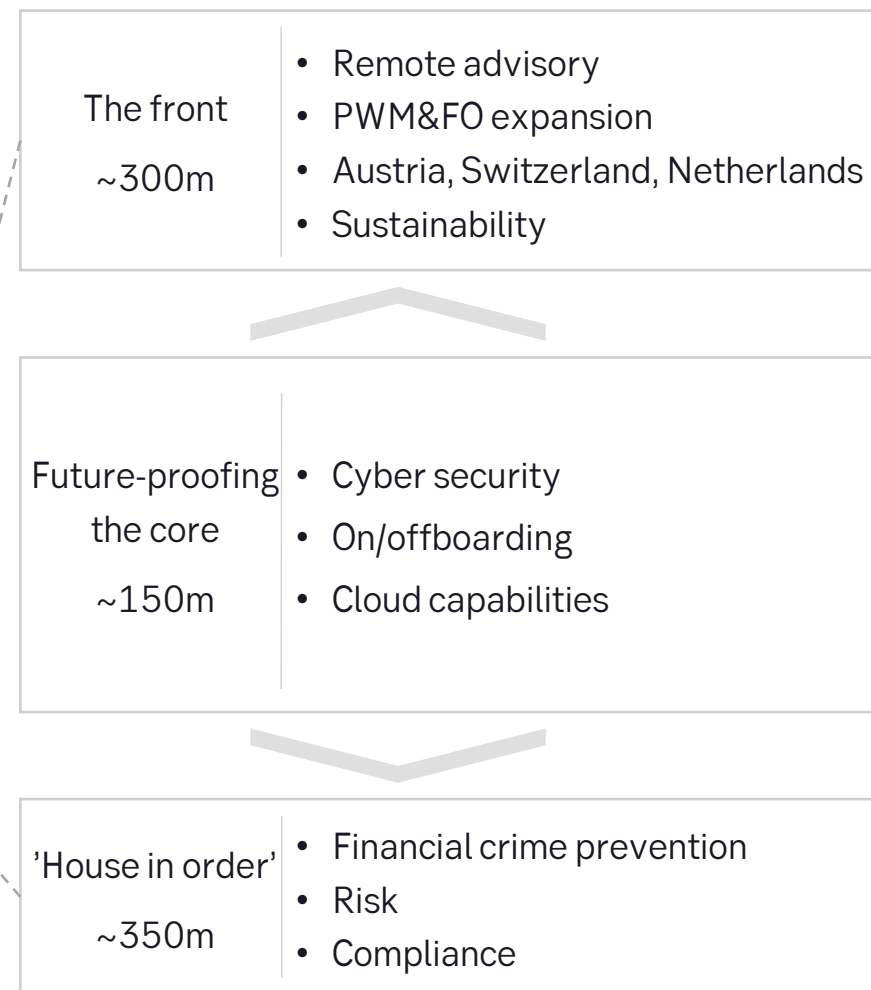 The front
~300m
• Remote advisory
• PWM&FO expansion
• Austria, Switzerland, Netherlands
• Sustainability
Future-proofing
the core
~150m
• Cyber security
• On/offboarding
• Cloud capabilities
’House in order’
~350m
• Financial crime prevention
• Risk
• Compliance